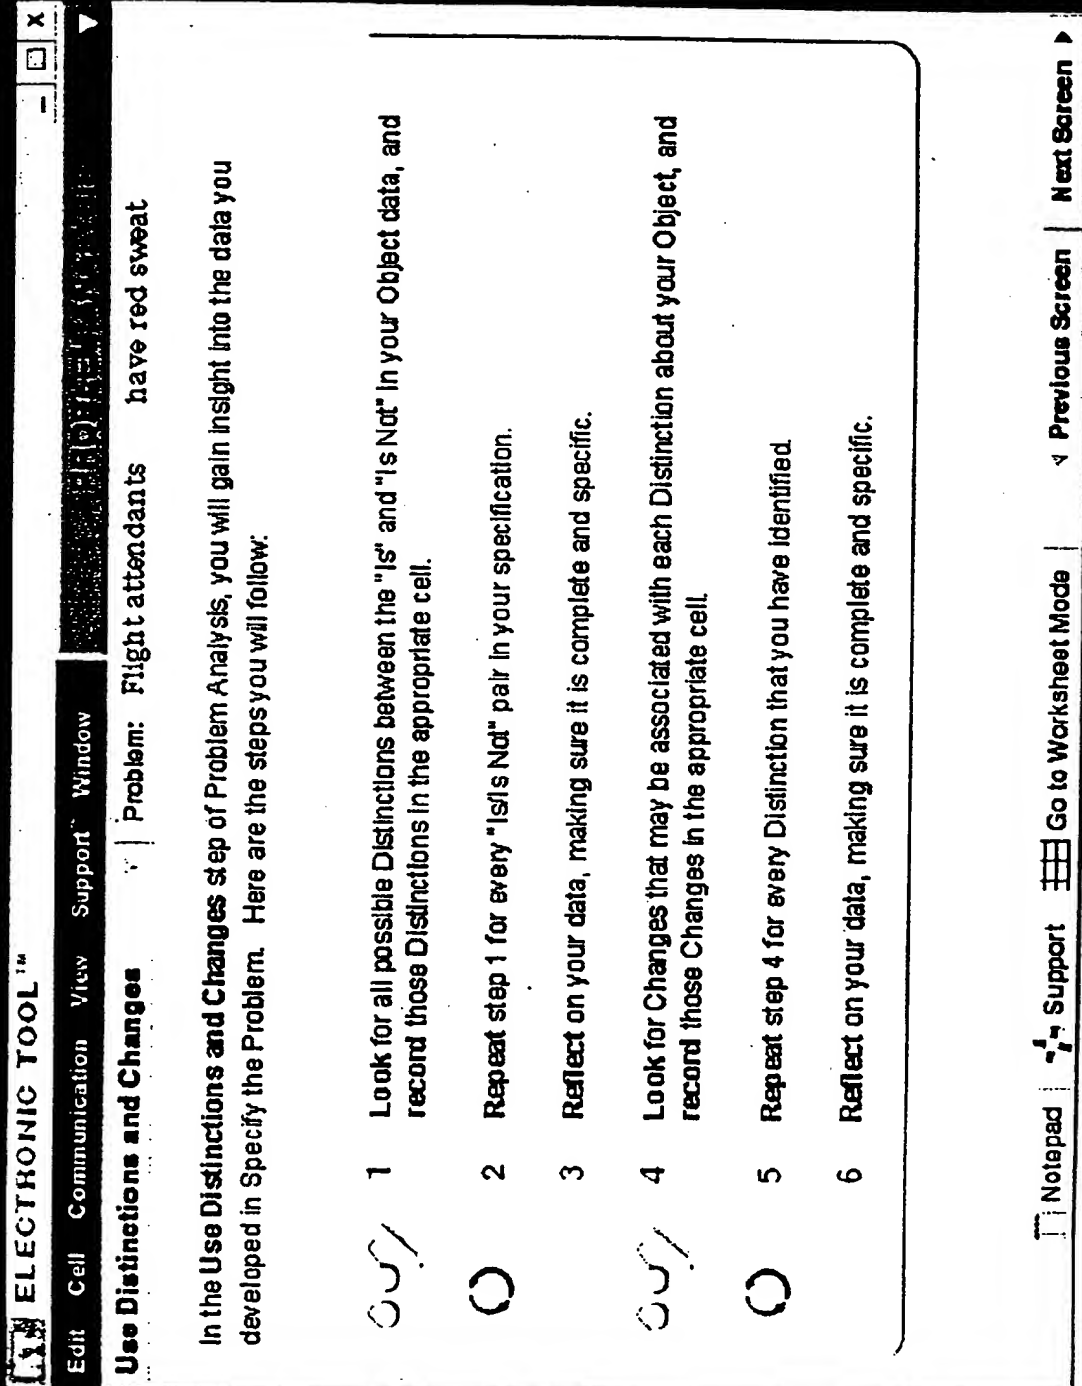 ELECTRONIC TOOL™
Edit Cell Communication View Support Window
Use Distinctions and Changes Problem: Flight attendants have red sweat
In the Use Distinctions and Changes step of Problem Analysis, you will gain insight into the data you
developed in Specify the Problem. Here are the steps you will follow:
1 Look for all possible Distinctions between the "Is" and "Is Not" in your Object data, and
record those Distinctions in the appropriate cell.
2 Repeat step 1 for every "Is/Is Not" pair in your specification.
3 Reflect on your data, making sure it is complete and specific.
4 Look for Changes that may be associated with each Distinction about your Object, and
record those Changes in the appropriate cell.
5 Repeat step 4 for every Distinction that you have identified.
6 Reflect on your data, making sure it is complete and specific.
Notepad Support Go to Worksheet Mode Previous Screen Next Screen